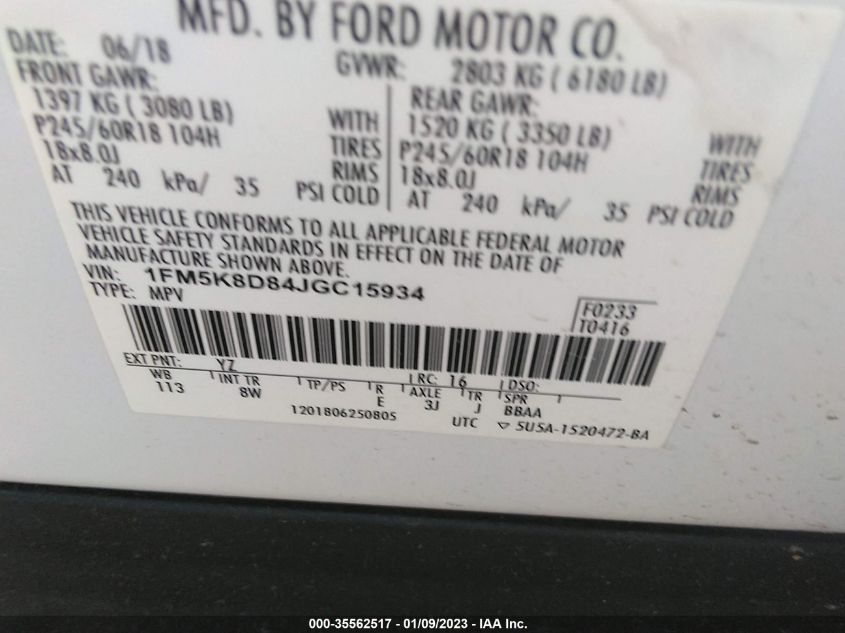 MFD. BY FORD MOTOR CO.
DATE: 06/18 GVWR: 2803 KG ( 6180 LB)
FRONT GAWR: REAR GAWR:
1397 KG ( 3080 LB) WITH 1520 KG ( 3350 LB) WITH
P245/60R18 104H TIRES P245/60R18 104H TIRES
18x8.0J RIMS 18x8.0J RIMS
AT 240 kPa/ 35 PSI COLD AT 240 kPa/ 35 PSI COLD
THIS VEHICLE CONFORMS TO ALL APPLICABLE FEDERAL MOTOR
VEHICLE SAFETY STANDARDS IN EFFECT ON THE DATE OF
MANUFACTURE SHOWN ABOVE.
VIN: 1FM5K8D84JGC15934
TYPE: MPV
F0233
T0416
EXT PNT: YZ RC: 16 DSO:
WB INT TR TP/PS R AXLE TR SPR
113 8W E 3J J BBAA
1201806250805 UTC ▽ 5U5A-1520472-BA
000-35562517 - 01/09/2023 - IAA Inc.